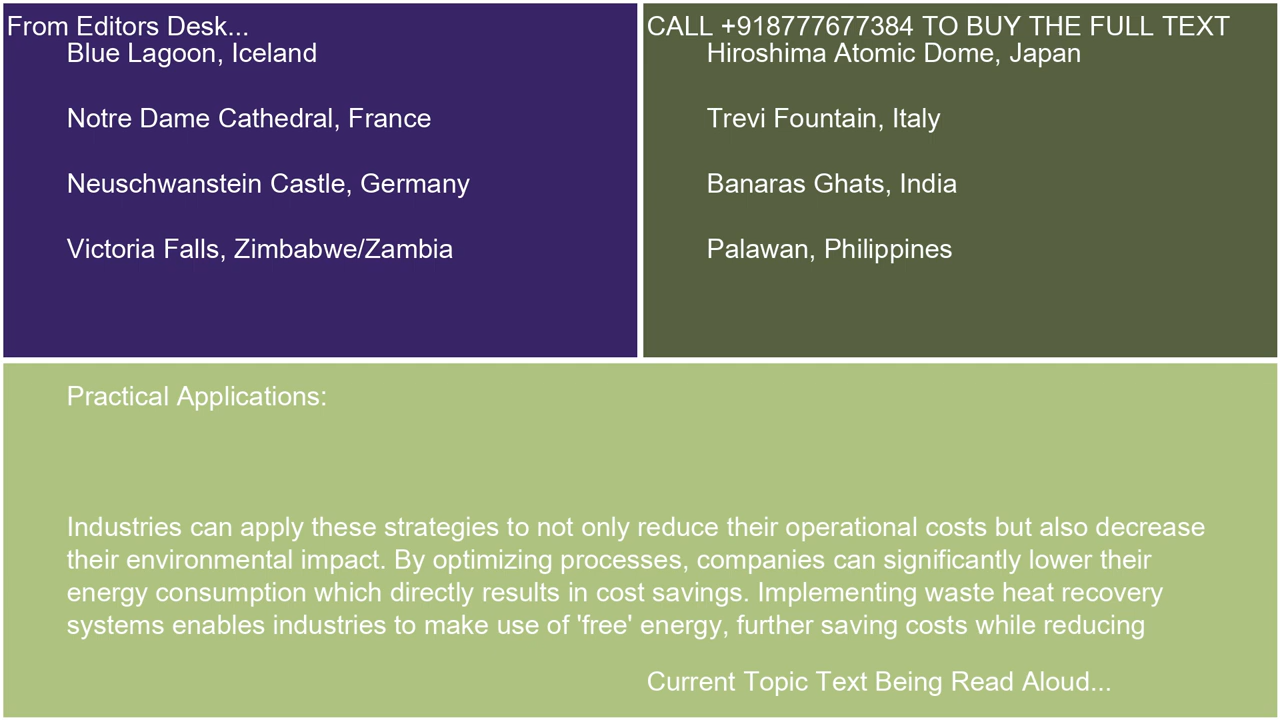 From Editors Desk...
Blue Lagoon, Iceland
Notre Dame Cathedral, France
Neuschwanstein Castle, Germany
Victoria Falls, Zimbabwe/Zambia
CALL +918777677384 TO BUY THE FULL TEXT
Hiroshima Atomic Dome, Japan
Trevi Fountain, Italy
Banaras Ghats, India
Palawan, Philippines
Practical Applications:
Industries can apply these strategies to not only reduce their operational costs but also decrease
their environmental impact. By optimizing processes, companies can significantly lower their
energy consumption which directly results in cost savings. Implementing waste heat recovery
systems enables industries to make use of 'free' energy, further saving costs while reducing
Current Topic Text Being Read Aloud...